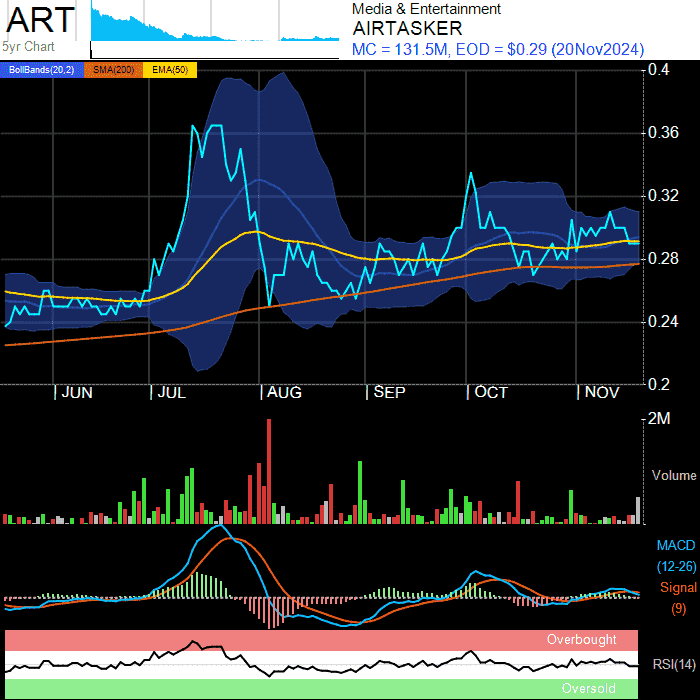 ART
5yr Chart
Media & Entertainment
AIRTASKER
MC = 131.5M, EOD = $0.29 (20Nov2024)
BollBands(20,2) SMA(200) EMA(50)
0.4
0.36
0.32
0.28
0.24
0.2
JUN JUL AUG SEP OCT NOV
2M
Volume
MACD
(12-26)
Signal
(9)
Overbought
RSI(14)
Oversold